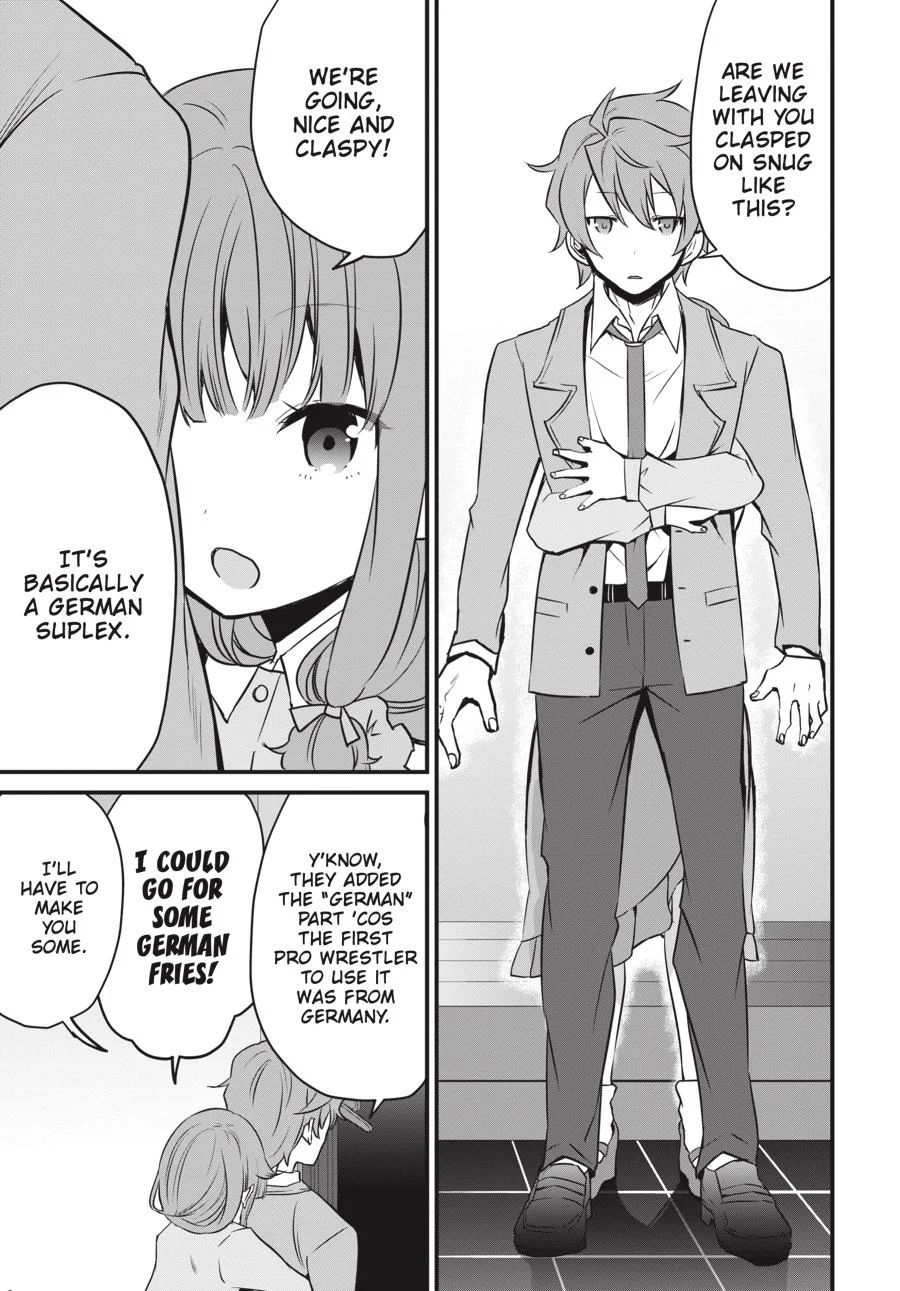 ARE WE
LEAVING
WITH YOU
CLASPED
ON SNUG
LIKE
THIS?
WE'RE
GOING,
NICE AND
CLASPY!
IT'S
BASICALLY
A GERMAN
SUPLEX.
Y'KNOW,
THEY ADDED
THE "GERMAN"
PART 'COS
THE FIRST
PRO WRESTLER
TO USE IT
WAS FROM
GERMANY.
I COULD
GO FOR
SOME
GERMAN
FRIES!
I'LL
HAVE TO
MAKE
YOU
SOME.